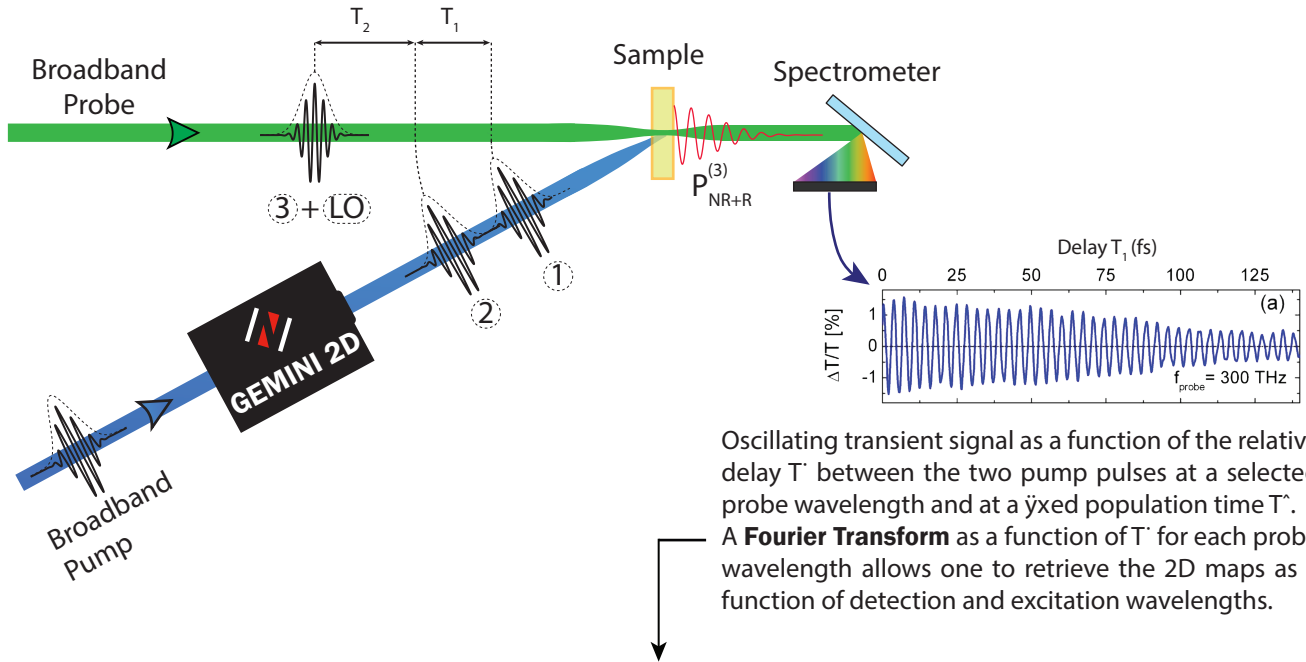 T2 T1
Broadband
Probe
Sample
Spectrometer
P(3)NR+R
3 + LO
1
2
GEMINI 2D
Broadband
Pump
Delay T1 (fs)
0 25 50 75 100 125
(a)
ΔT/T [%]
1
0
-1
fprobe = 300 THz
Oscillating transient signal as a function of the relativ
delay T˙ between the two pump pulses at a selected
probe wavelength and at a ÿxed population time Tˆ.
A Fourier Transform as a function of T˙ for each prob
wavelength allows one to retrieve the 2D maps as
function of detection and excitation wavelengths.